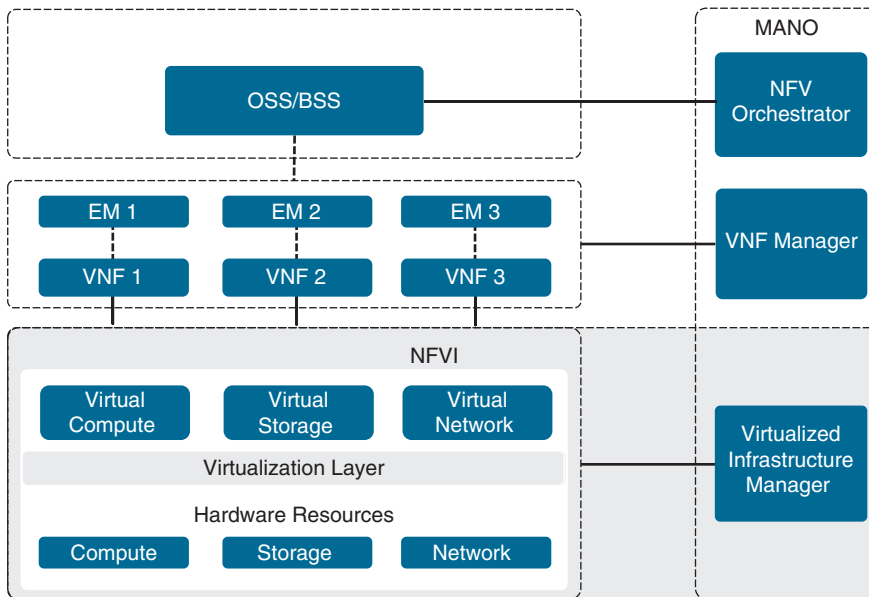 MANO
OSS/BSS
NFV
Orchestrator
EM 1
EM 2
EM 3
VNF Manager
VNF 1
VNF 2
VNF 3
NFVI
Virtual
Compute
Virtual
Storage
Virtual
Network
Virtualized
Infrastructure
Manager
Virtualization Layer
Hardware Resources
Compute
Storage
Network